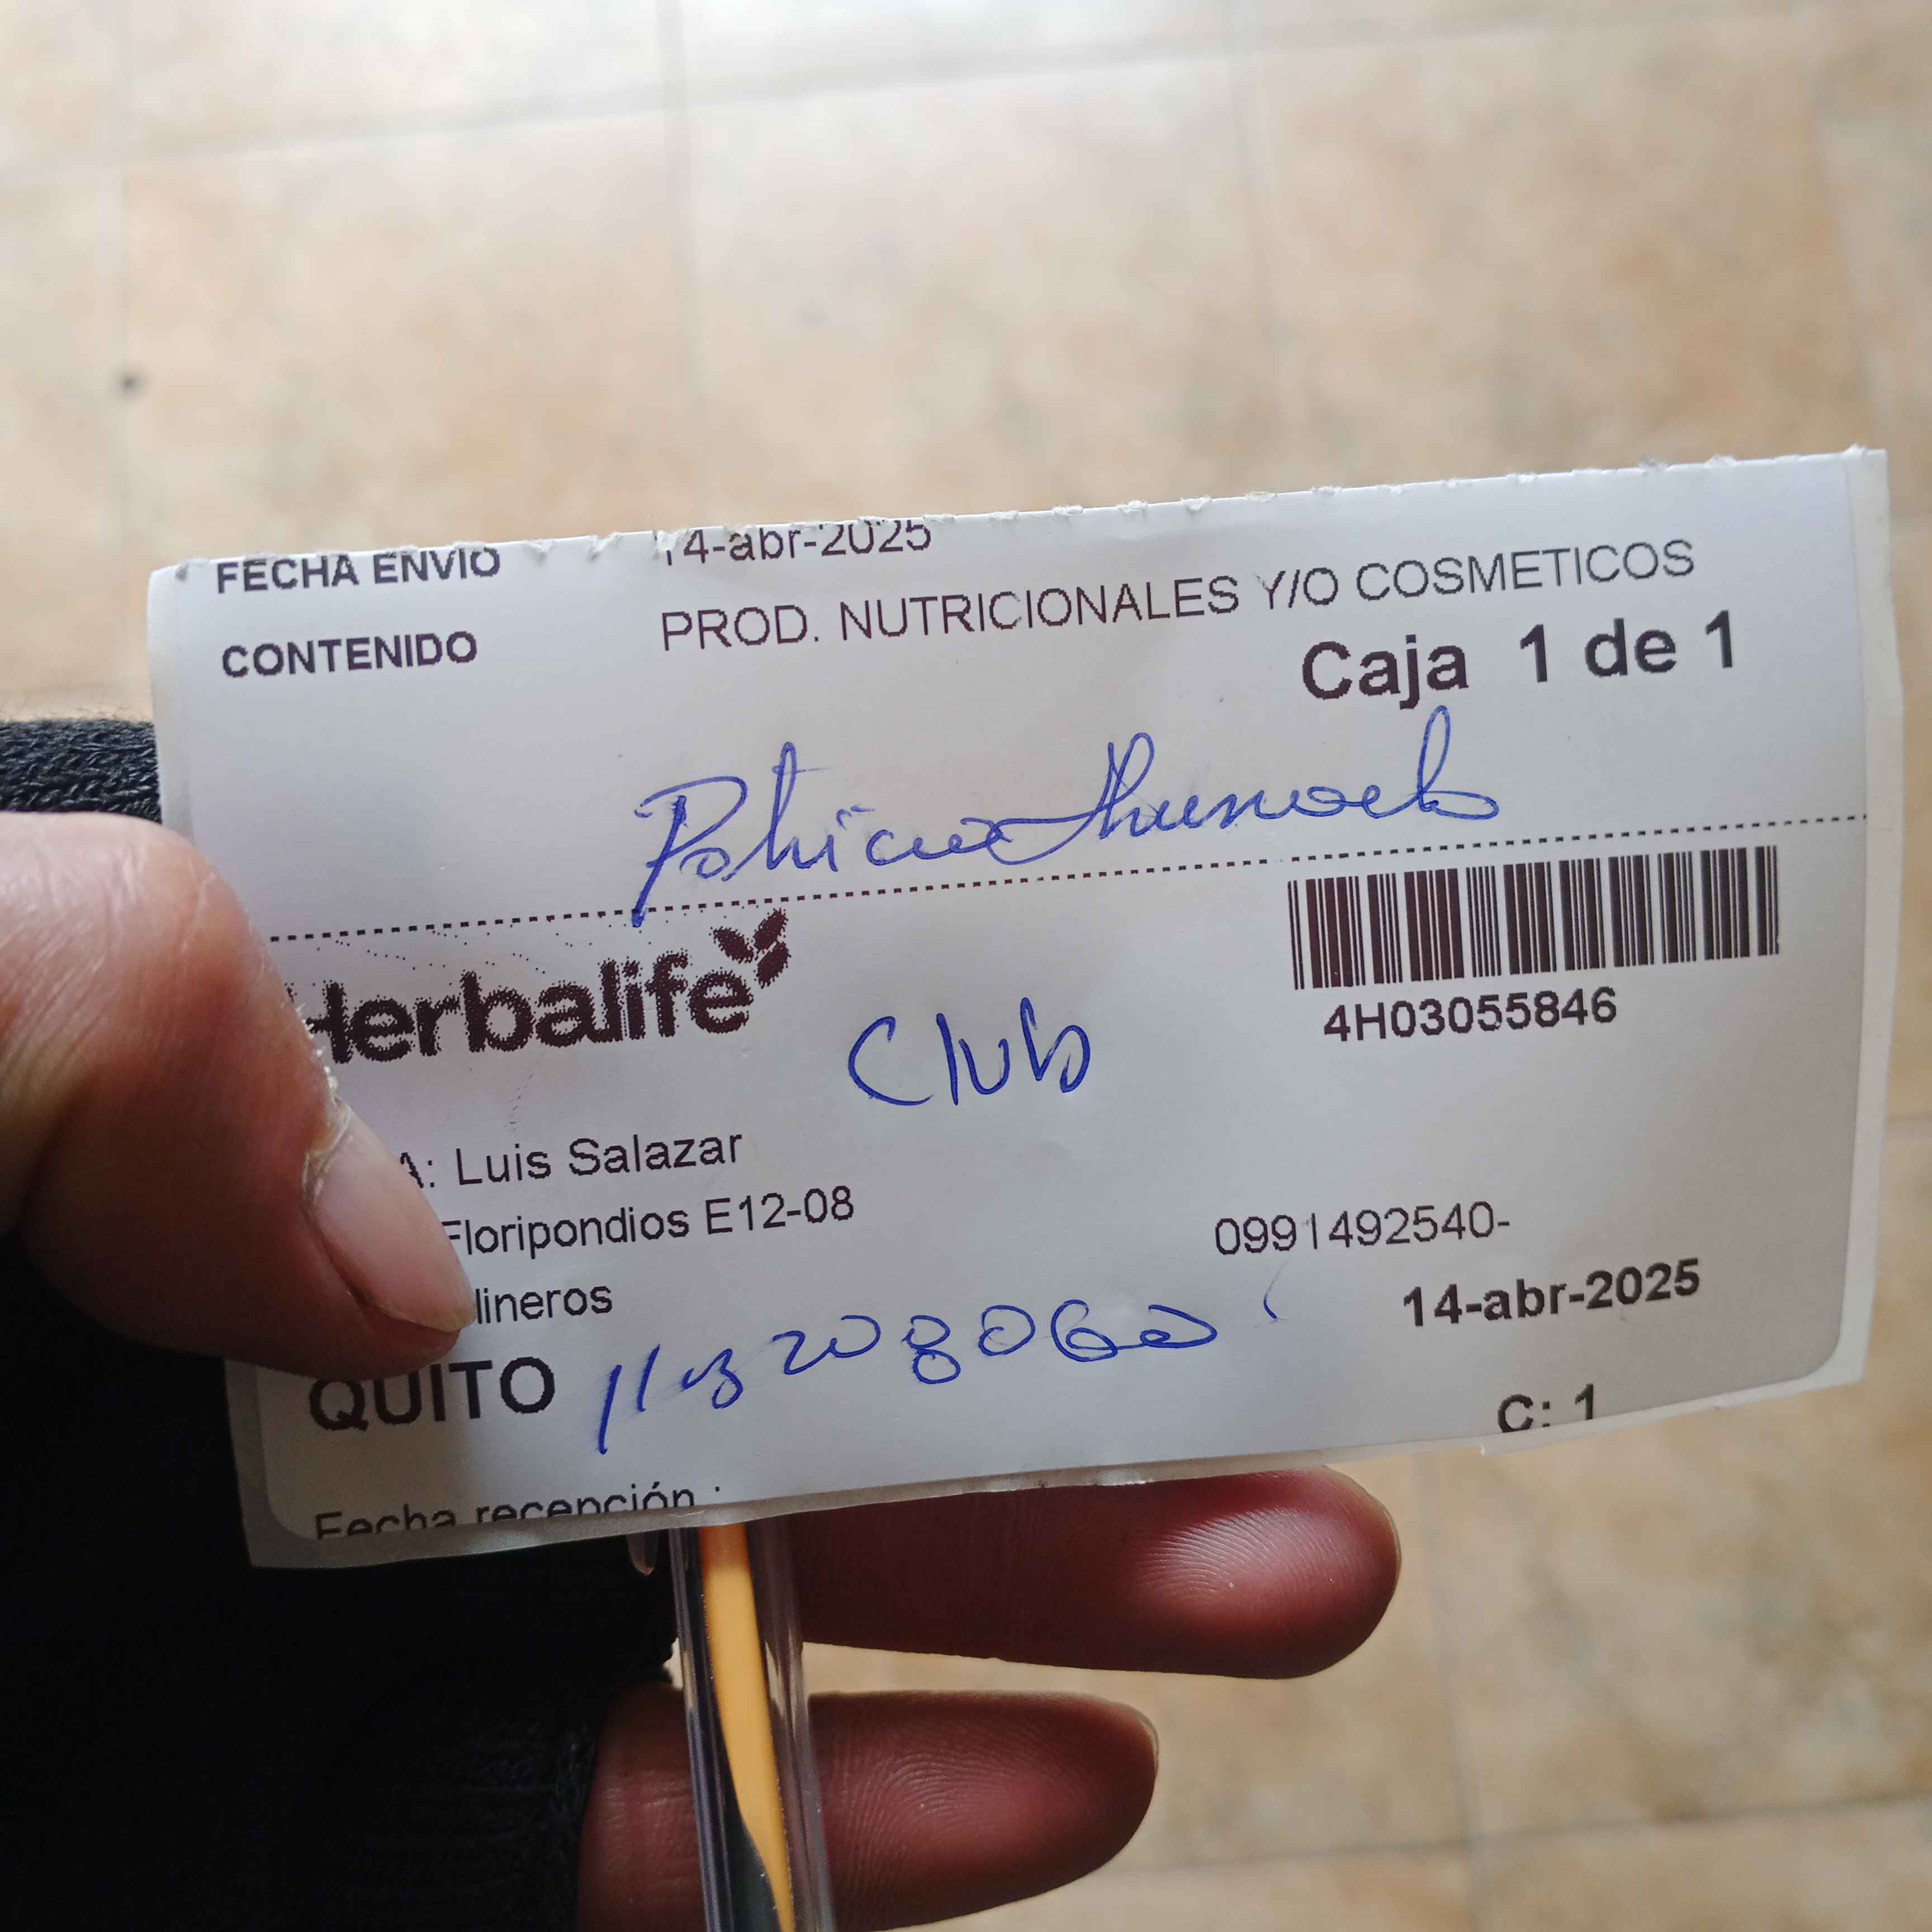 FECHA ENVIO 14-abr-2025
CONTENIDO PROD. NUTRICIONALES Y/O COSMETICOS
Caja 1 de 1
Herbalife
Club
4H03055846
A: Luis Salazar
Floripondios E12-08
0991492540-
lineros
14-abr-2025
QUITO
C: 1
Fecha recepción :